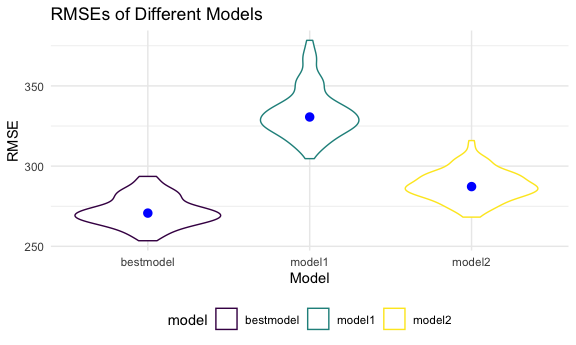 RMSEs of Different Models
RMSE
350
300
250
bestmodel model1 model2
Model
model bestmodel model1 model2